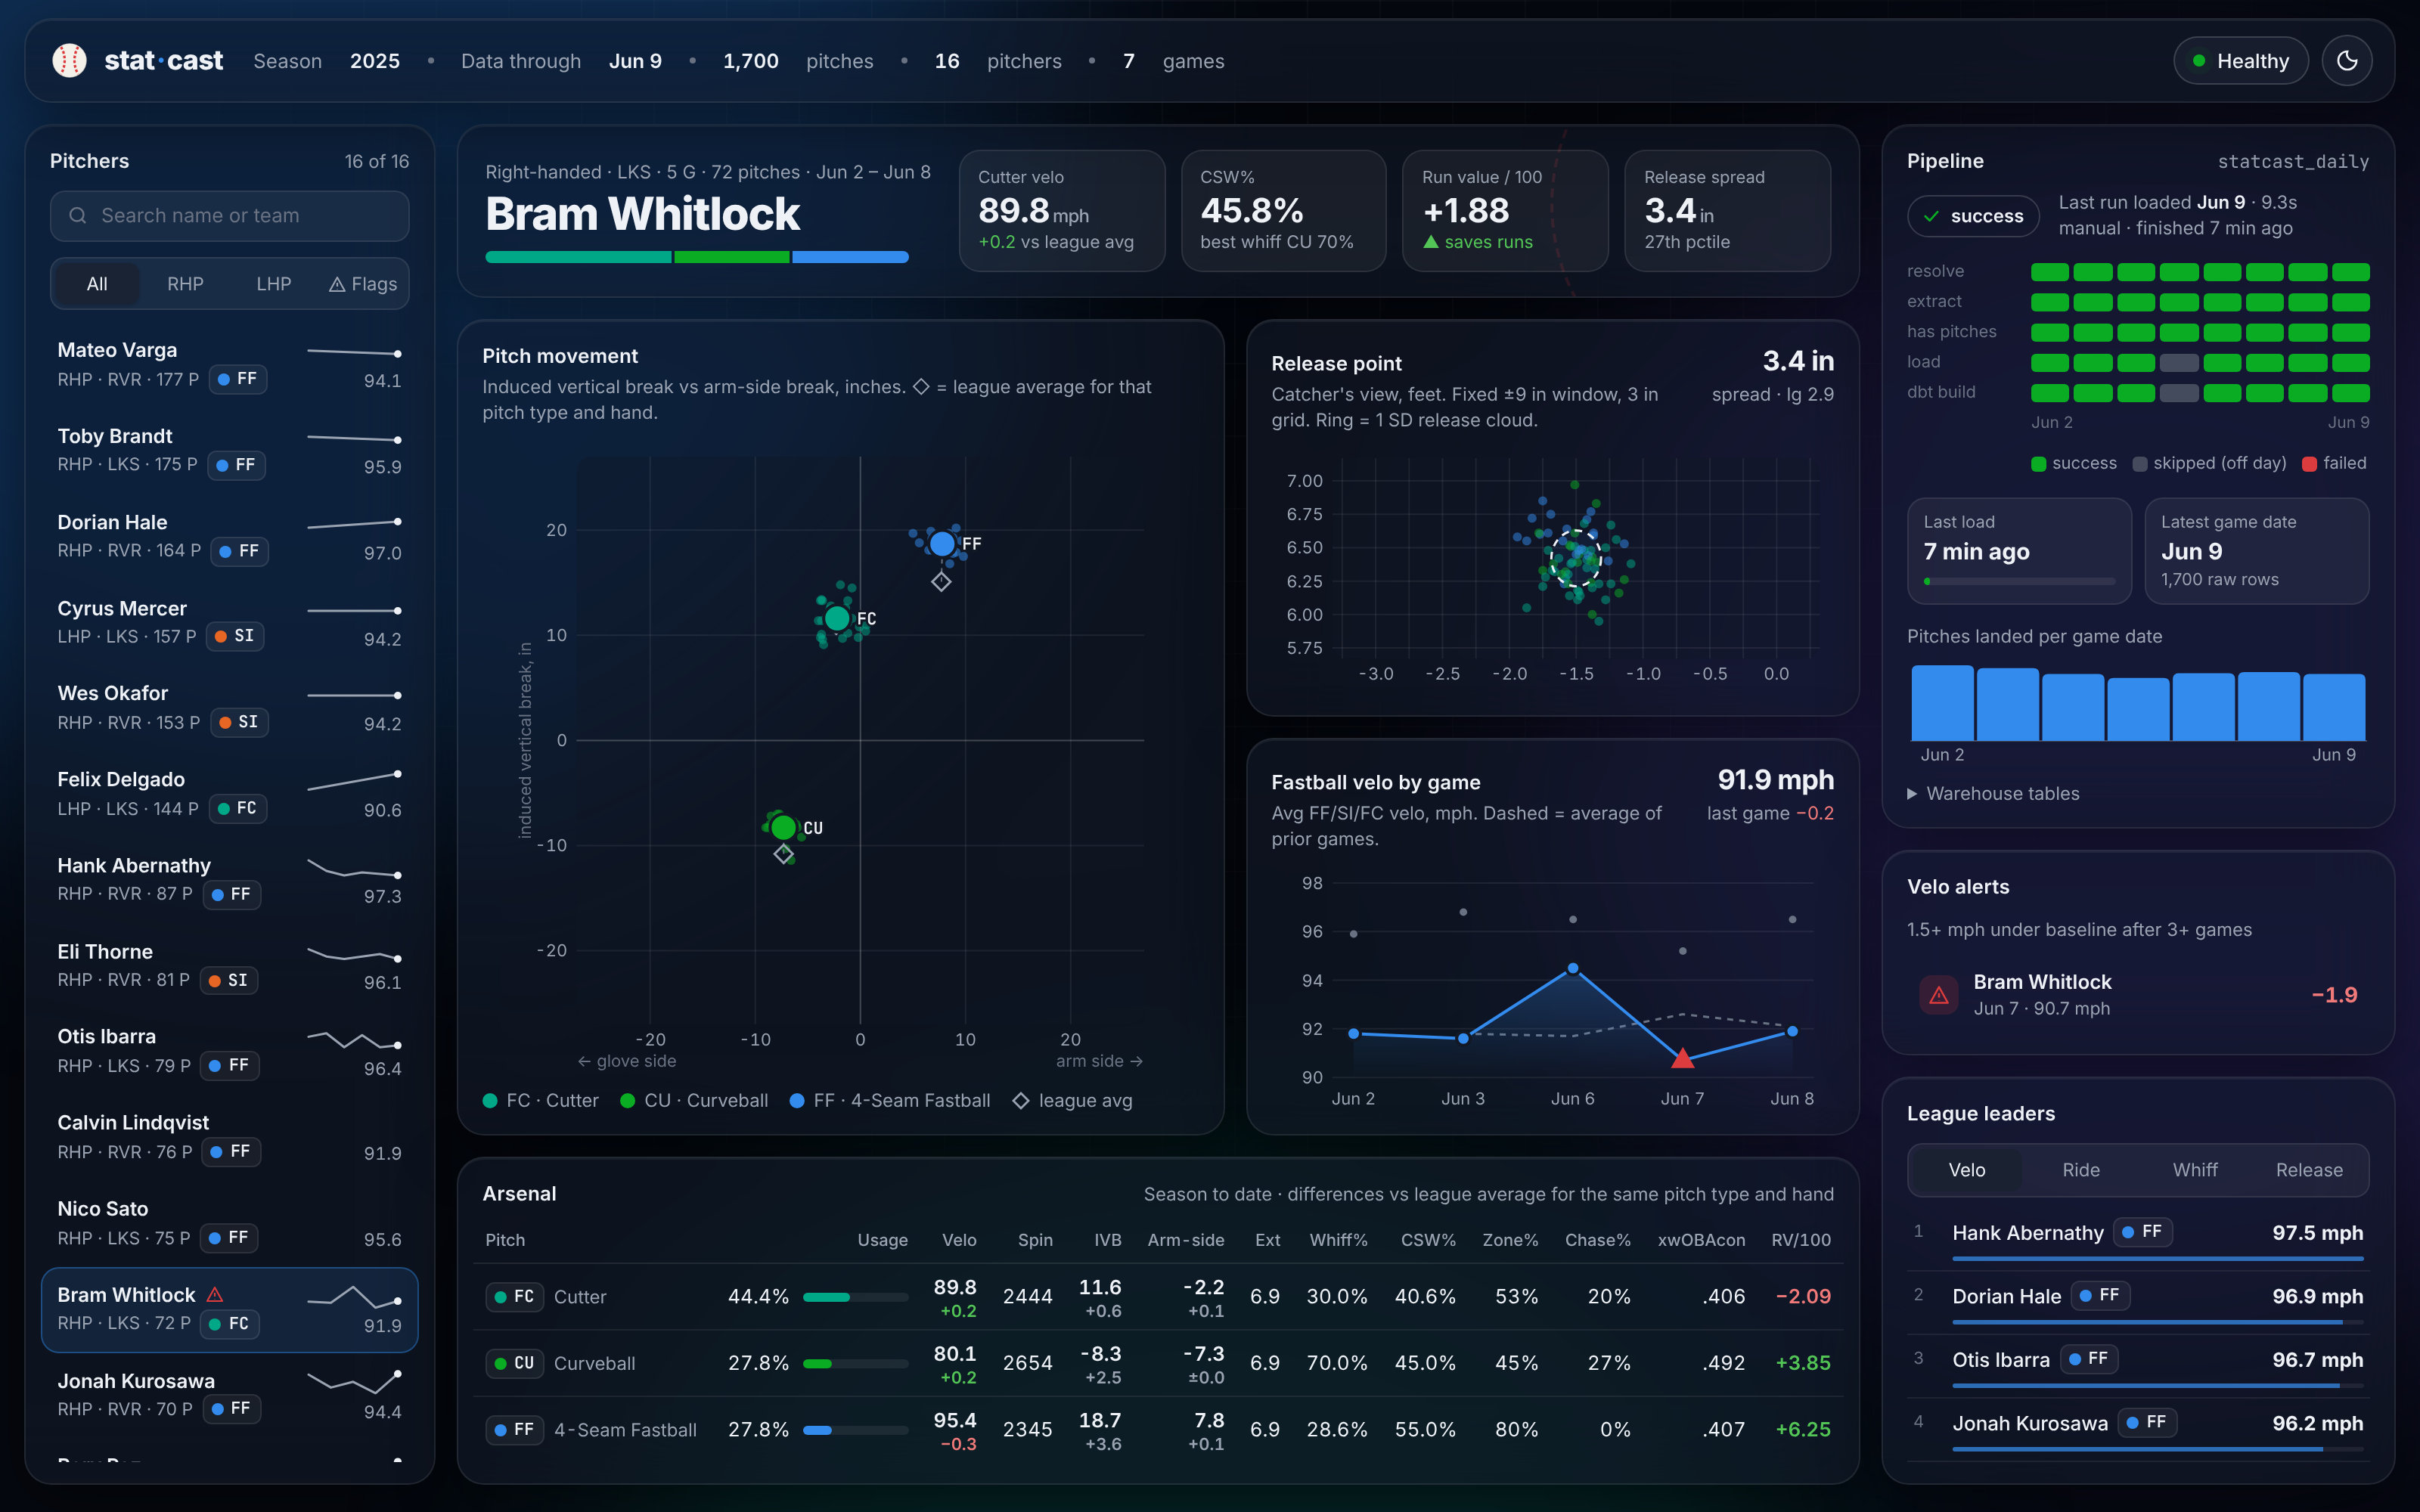 stat·cast Season 2025 • Data through Jun 9 • 1,700 pitches • 16 pitchers • 7 games
Healthy
Pitchers 16 of 16
Search name or team
All RHP LHP Flags
Mateo Varga
RHP · RVR · 177 P FF 94.1
Toby Brandt
RHP · LKS · 175 P FF 95.9
Dorian Hale
RHP · RVR · 164 P FF 97.0
Cyrus Mercer
LHP · LKS · 157 P SI 94.2
Wes Okafor
RHP · RVR · 153 P SI 94.2
Felix Delgado
LHP · LKS · 144 P FC 90.6
Hank Abernathy
RHP · RVR · 87 P FF 97.3
Eli Thorne
RHP · RVR · 81 P SI 96.1
Otis Ibarra
RHP · LKS · 79 P FF 96.4
Calvin Lindqvist
RHP · RVR · 76 P FF 91.9
Nico Sato
RHP · LKS · 75 P FF 95.6
Bram Whitlock
RHP · LKS · 72 P FC 91.9
Jonah Kurosawa
RHP · RVR · 70 P FF 94.4
Right-handed · LKS · 5 G · 72 pitches · Jun 2 – Jun 8
Bram Whitlock
Cutter velo
89.8 mph
+0.2 vs league avg
CSW%
45.8%
best whiff CU 70%
Run value / 100
+1.88
▲ saves runs
Release spread
3.4 in
27th pctile
Pitch movement
Induced vertical break vs arm-side break, inches. ◇ = league average for that
pitch type and hand.
induced vertical break, in
20
10
0
-10
-20
FF
FC
CU
-20 -10 0 10 20
← glove side arm side →
FC · Cutter CU · Curveball FF · 4-Seam Fastball ◇ league avg
Release point 3.4 in
Catcher's view, feet. Fixed ±9 in window, 3 in spread · lg 2.9
grid. Ring = 1 SD release cloud.
7.00
6.75
6.50
6.25
6.00
5.75
-3.0 -2.5 -2.0 -1.5 -1.0 -0.5 0.0
Fastball velo by game 91.9 mph
Avg FF/SI/FC velo, mph. Dashed = average of last game −0.2
prior games.
98
96
94
92
90
Jun 2 Jun 3 Jun 6 Jun 7 Jun 8
Arsenal Season to date · differences vs league average for the same pitch type and hand
Pitch Usage Velo Spin IVB Arm-side Ext Whiff% CSW% Zone% Chase% xwOBAcon RV/100
FC Cutter 44.4% 89.8 2444 11.6 -2.2 6.9 30.0% 40.6% 53% 20% .406 −2.09
+0.2 +0.6 +0.1
CU Curveball 27.8% 80.1 2654 -8.3 -7.3 6.9 70.0% 45.0% 45% 27% .492 +3.85
+0.2 +2.5 ±0.0
FF 4-Seam Fastball 27.8% 95.4 2345 18.7 7.8 6.9 28.6% 55.0% 80% 0% .407 +6.25
−0.3 +3.6 +0.1
Pipeline statcast_daily
success
Last run loaded Jun 9 · 9.3s
manual · finished 7 min ago
resolve
extract
has pitches
load
dbt build
Jun 2 Jun 9
success skipped (off day) failed
Last load
7 min ago
Latest game date
Jun 9
1,700 raw rows
Pitches landed per game date
Jun 2 Jun 9
▶ Warehouse tables
Velo alerts
1.5+ mph under baseline after 3+ games
Bram Whitlock
Jun 7 · 90.7 mph
−1.9
League leaders
Velo Ride Whiff Release
1 Hank Abernathy FF 97.5 mph
2 Dorian Hale FF 96.9 mph
3 Otis Ibarra FF 96.7 mph
4 Jonah Kurosawa FF 96.2 mph